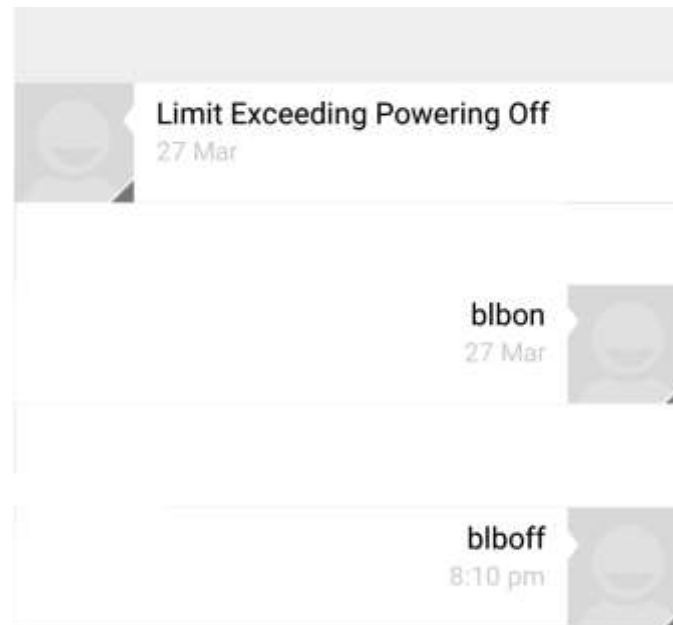 Limit Exceeding Powering Off
27 Mar
blbon
27 Mar
blboff
8:10 pm